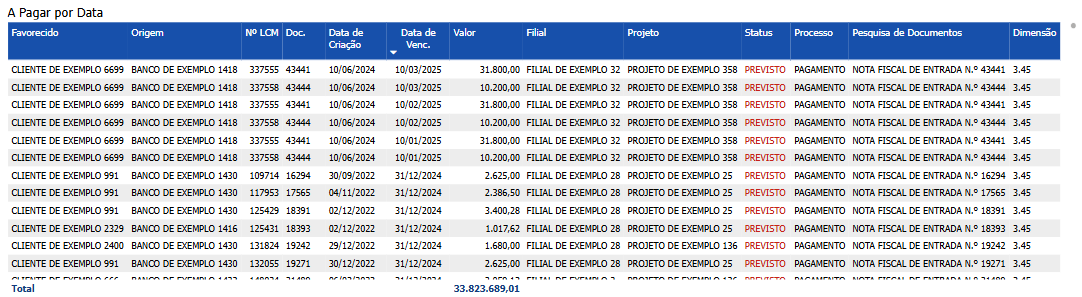 A Pagar por Data
Favorecido Origem Nº LCM Doc. Data de Criação Data de Venc. Valor Filial Projeto Status Processo Pesquisa de Documentos Dimensão
CLIENTE DE EXEMPLO 6699 BANCO DE EXEMPLO 1418 337555 43441 10/06/2024 10/03/2025 31.800,00 FILIAL DE EXEMPLO 32 PROJETO DE EXEMPLO 358 PREVISTO PAGAMENTO NOTA FISCAL DE ENTRADA N.º 43441 3.45
CLIENTE DE EXEMPLO 6699 BANCO DE EXEMPLO 1418 337558 43444 10/06/2024 10/03/2025 10.200,00 FILIAL DE EXEMPLO 32 PROJETO DE EXEMPLO 358 PREVISTO PAGAMENTO NOTA FISCAL DE ENTRADA N.º 43444 3.45
CLIENTE DE EXEMPLO 6699 BANCO DE EXEMPLO 1418 337555 43441 10/06/2024 10/02/2025 31.800,00 FILIAL DE EXEMPLO 32 PROJETO DE EXEMPLO 358 PREVISTO PAGAMENTO NOTA FISCAL DE ENTRADA N.º 43441 3.45
CLIENTE DE EXEMPLO 6699 BANCO DE EXEMPLO 1418 337558 43444 10/06/2024 10/02/2025 10.200,00 FILIAL DE EXEMPLO 32 PROJETO DE EXEMPLO 358 PREVISTO PAGAMENTO NOTA FISCAL DE ENTRADA N.º 43444 3.45
CLIENTE DE EXEMPLO 6699 BANCO DE EXEMPLO 1418 337555 43441 10/06/2024 10/01/2025 31.800,00 FILIAL DE EXEMPLO 32 PROJETO DE EXEMPLO 358 PREVISTO PAGAMENTO NOTA FISCAL DE ENTRADA N.º 43441 3.45
CLIENTE DE EXEMPLO 6699 BANCO DE EXEMPLO 1418 337558 43444 10/06/2024 10/01/2025 10.200,00 FILIAL DE EXEMPLO 32 PROJETO DE EXEMPLO 358 PREVISTO PAGAMENTO NOTA FISCAL DE ENTRADA N.º 43444 3.45
CLIENTE DE EXEMPLO 991 BANCO DE EXEMPLO 1430 109714 16294 30/09/2022 31/12/2024 2.625,00 FILIAL DE EXEMPLO 28 PROJETO DE EXEMPLO 25 PREVISTO PAGAMENTO NOTA FISCAL DE ENTRADA N.º 16294 3.45
CLIENTE DE EXEMPLO 991 BANCO DE EXEMPLO 1430 117953 17565 04/11/2022 31/12/2024 2.386,50 FILIAL DE EXEMPLO 28 PROJETO DE EXEMPLO 25 PREVISTO PAGAMENTO NOTA FISCAL DE ENTRADA N.º 17565 3.45
CLIENTE DE EXEMPLO 991 BANCO DE EXEMPLO 1430 125429 18391 02/12/2022 31/12/2024 3.400,28 FILIAL DE EXEMPLO 28 PROJETO DE EXEMPLO 25 PREVISTO PAGAMENTO NOTA FISCAL DE ENTRADA N.º 18391 3.45
CLIENTE DE EXEMPLO 2329 BANCO DE EXEMPLO 1416 125431 18393 02/12/2022 31/12/2024 1.017,62 FILIAL DE EXEMPLO 28 PROJETO DE EXEMPLO 25 PREVISTO PAGAMENTO NOTA FISCAL DE ENTRADA N.º 18393 3.45
CLIENTE DE EXEMPLO 2400 BANCO DE EXEMPLO 1430 131824 19242 29/12/2022 31/12/2024 1.680,00 FILIAL DE EXEMPLO 28 PROJETO DE EXEMPLO 136 PREVISTO PAGAMENTO NOTA FISCAL DE ENTRADA N.º 19242 3.45
CLIENTE DE EXEMPLO 991 BANCO DE EXEMPLO 1430 132055 19271 30/12/2022 31/12/2024 2.625,00 FILIAL DE EXEMPLO 28 PROJETO DE EXEMPLO 25 PREVISTO PAGAMENTO NOTA FISCAL DE ENTRADA N.º 19271 3.45
Total 33.823.689,01